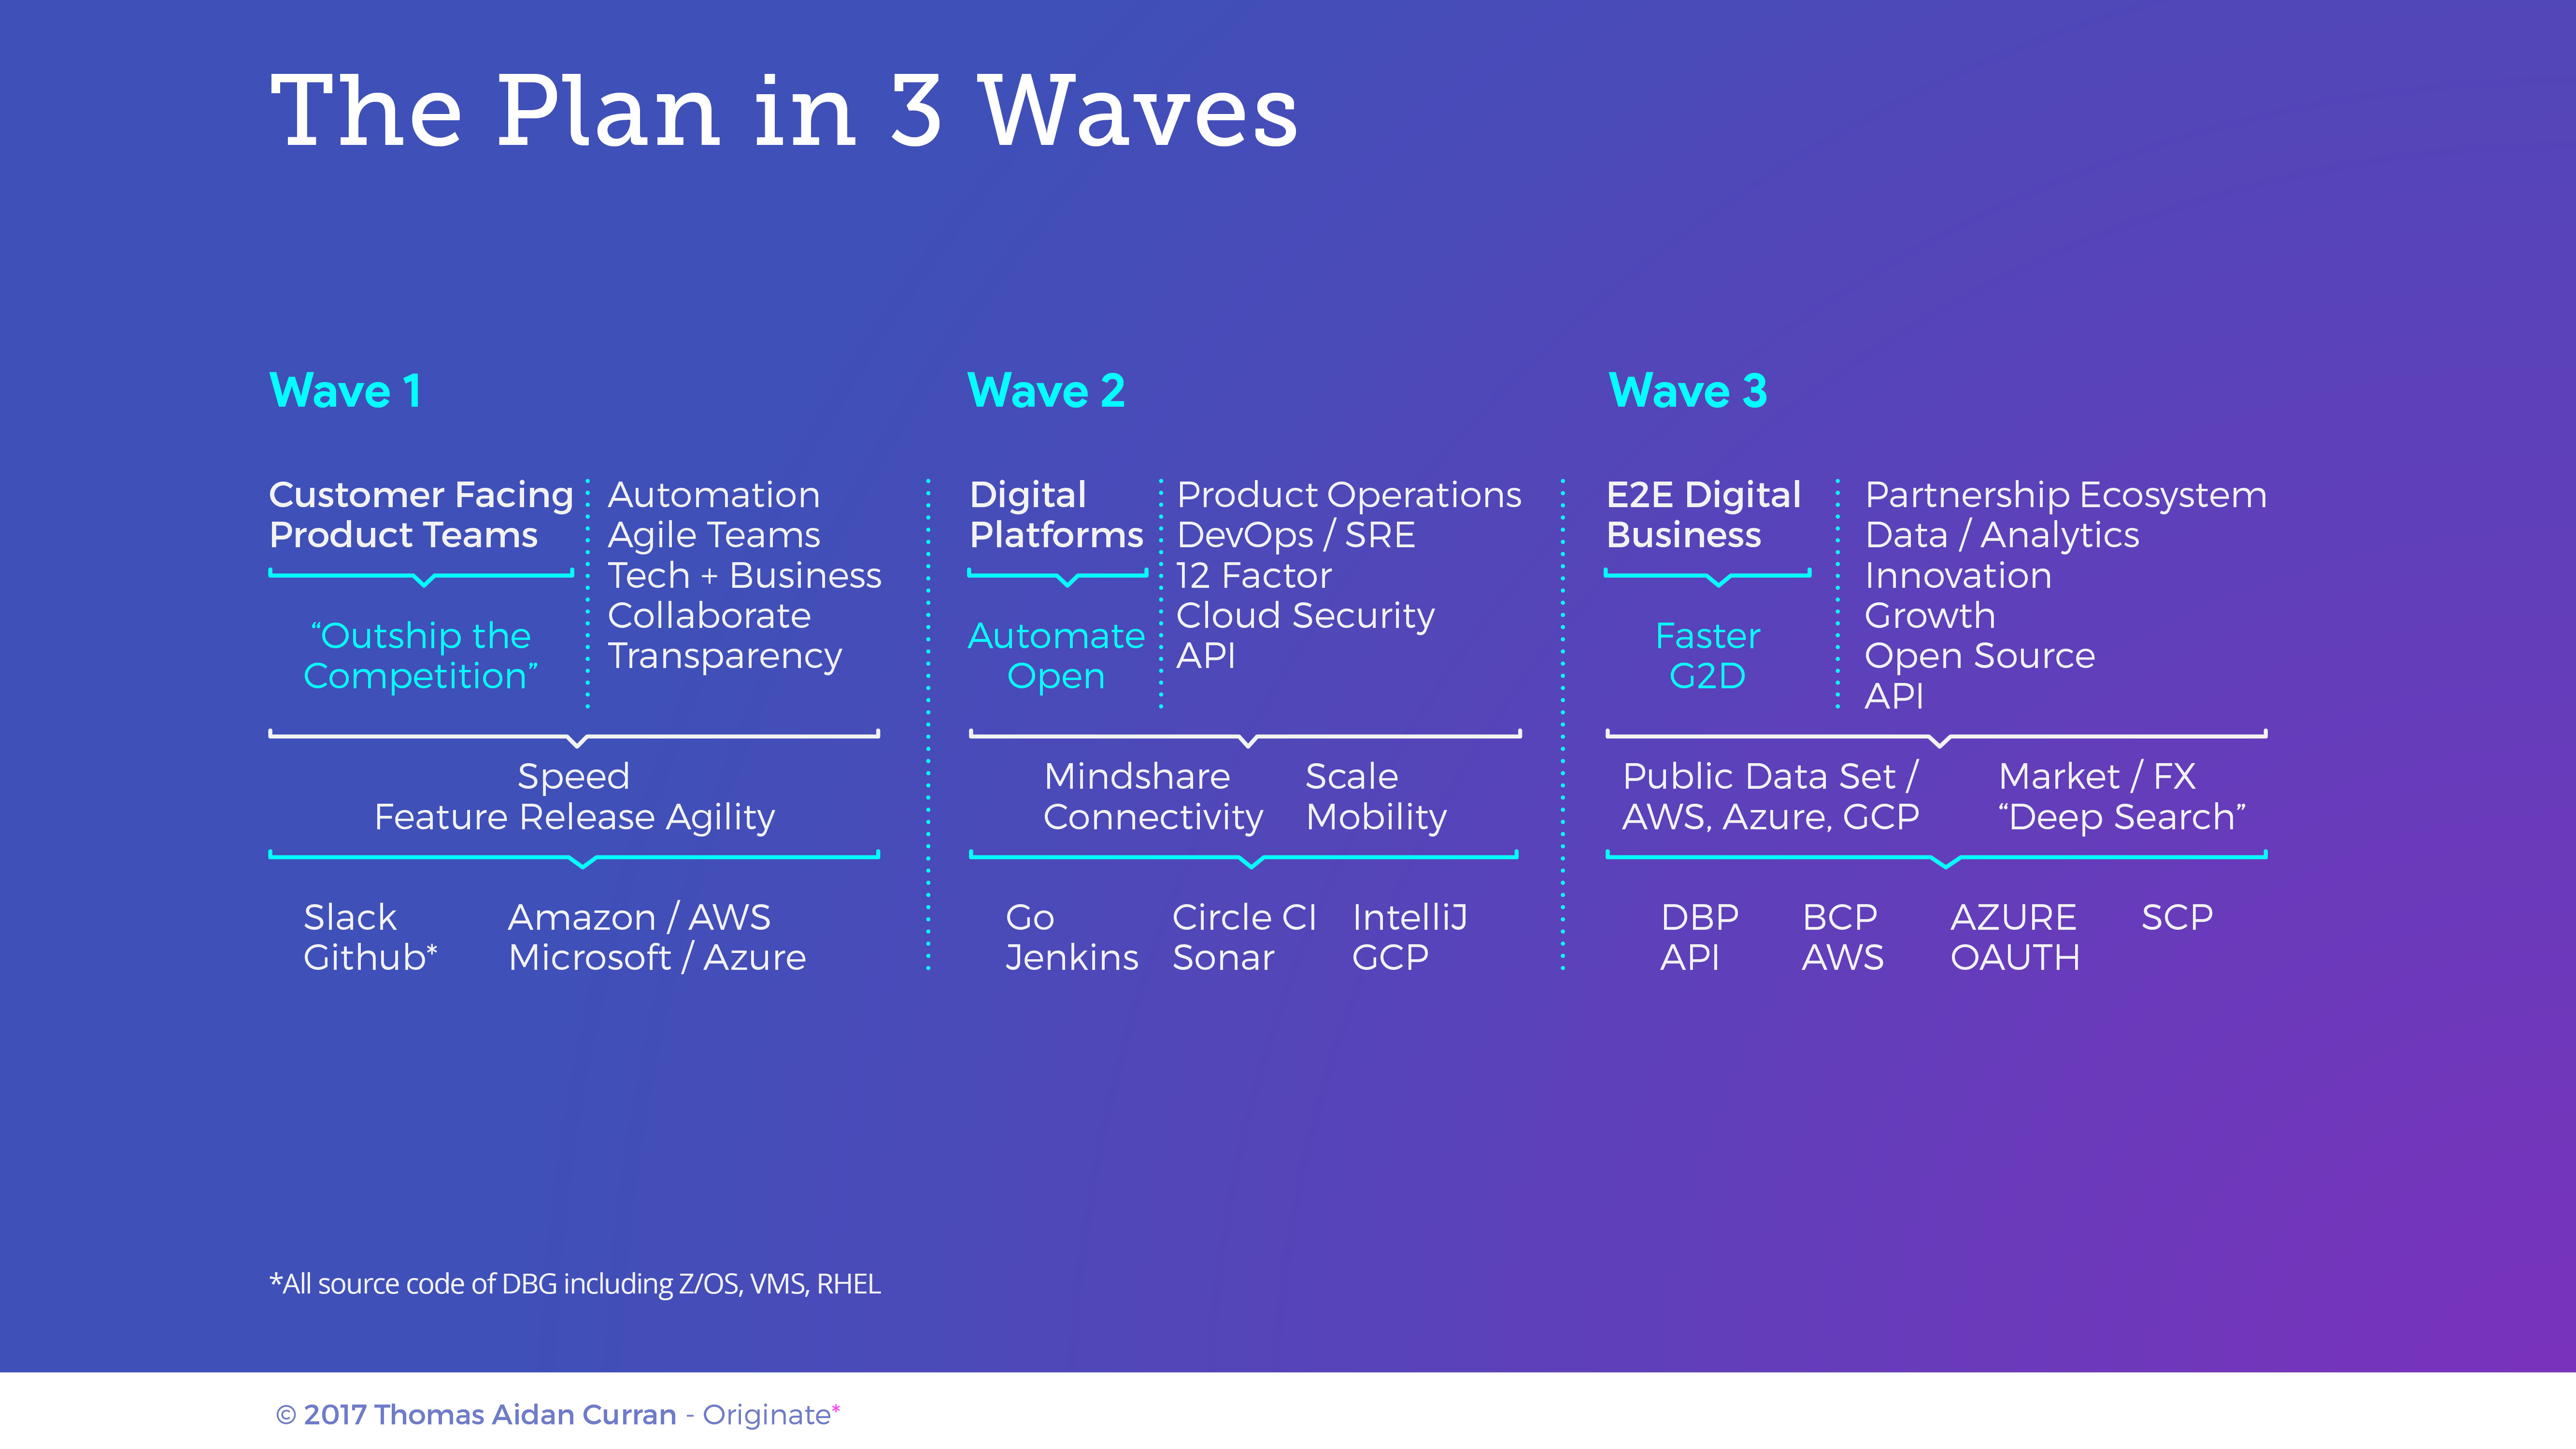 The Plan in 3 Waves
Wave 1
Customer Facing
Product Teams
“Outship the
Competition”
Automation
Agile Teams
Tech + Business
Collaborate
Transparency
Speed
Feature Release Agility
Slack
Github*
Amazon / AWS
Microsoft / Azure
Wave 2
Digital
Platforms
Automate
Open
Product Operations
DevOps / SRE
12 Factor
Cloud Security
API
Mindshare
Connectivity
Scale
Mobility
Go
Jenkins
Circle CI
Sonar
IntelliJ
GCP
Wave 3
E2E Digital
Business
Faster
G2D
Partnership Ecosystem
Data / Analytics
Innovation
Growth
Open Source
API
Public Data Set /
AWS, Azure, GCP
Market / FX
“Deep Search”
DBP
API
BCP
AWS
AZURE
OAUTH
SCP
*All source code of DBG including Z/OS, VMS, RHEL
© 2017 Thomas Aidan Curran - Originate*